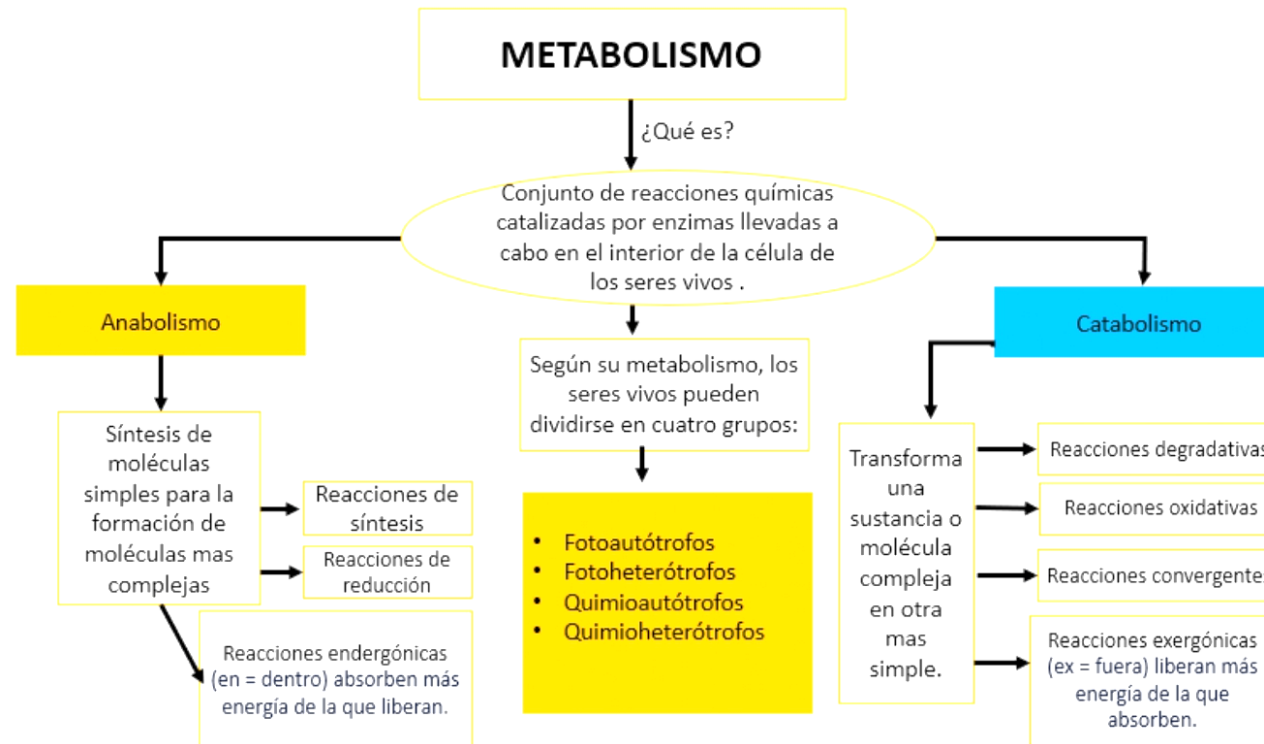 METABOLISMO
¿Qué es?
Conjunto de reacciones químicas
catalizadas por enzimas llevadas a
cabo en el interior de la célula de
los seres vivos .
Anabolismo
Síntesis de
moléculas
simples para la
formación de
moléculas mas
complejas
Reacciones de
síntesis
Reacciones de
reducción
Reacciones endergónicas
(en = dentro) absorben más
energía de la que liberan.
Según su metabolismo, los
seres vivos pueden
dividirse en cuatro grupos:
• Fotoautótrofos
• Fotoheterótrofos
• Quimioautótrofos
• Quimioheterótrofos
Catabolismo
Transforma
una
sustancia o
molécula
compleja
en otra
mas
simple.
Reacciones degradativas
Reacciones oxidativas
Reacciones convergentes
Reacciones exergónicas
(ex = fuera) liberan más
energía de la que
absorben.